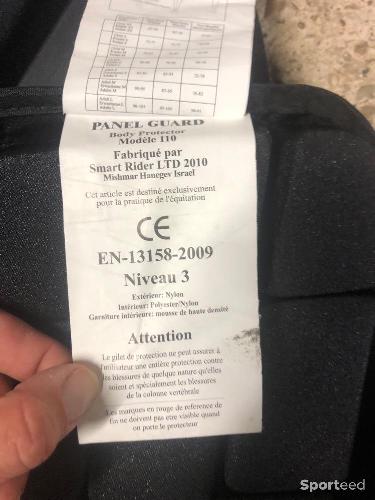 PANEL GUARD
Body Protector
Modèle 110
Fabriqué par
Smart Rider LTD 2010
Mishmar Hanegev Israel
Cet article est destiné exclusivement
pour la pratique de l'équitation
CE
EN-13158-2009
Niveau 3
Extérieur: Nylon
Intérieur: Polyester/Nylon
Garniture intérieure: mousse de haute densité
Attention
Le gilet de protection ne peut assurer à
l'utilisateur une entière protection contre
les blessures de quelque nature qu'elles
soient et spécialement les blessures
de la colonne vertébrale
Les marques en rouge de reference de
fin ne doivent pas etre visible quand
on porte le protecteur
Sporteed